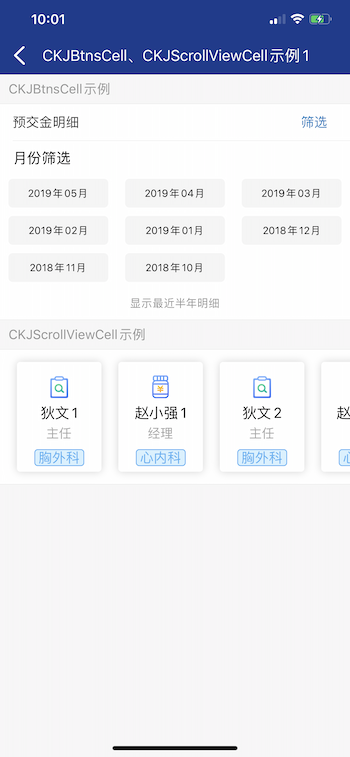 10:01
CKJBtnsCell、CKJScrollViewCell示例1
CKJBtnsCell示例
预交金明细 筛选
月份筛选
2019年05月 2019年04月 2019年03月
2019年02月 2019年01月 2018年12月
2018年11月 2018年10月
显示最近半年明细
CKJScrollViewCell示例
¥
狄文1 赵小强1 狄文2 赵
主任 经理 主任
胸外科 心内科 胸外科 心